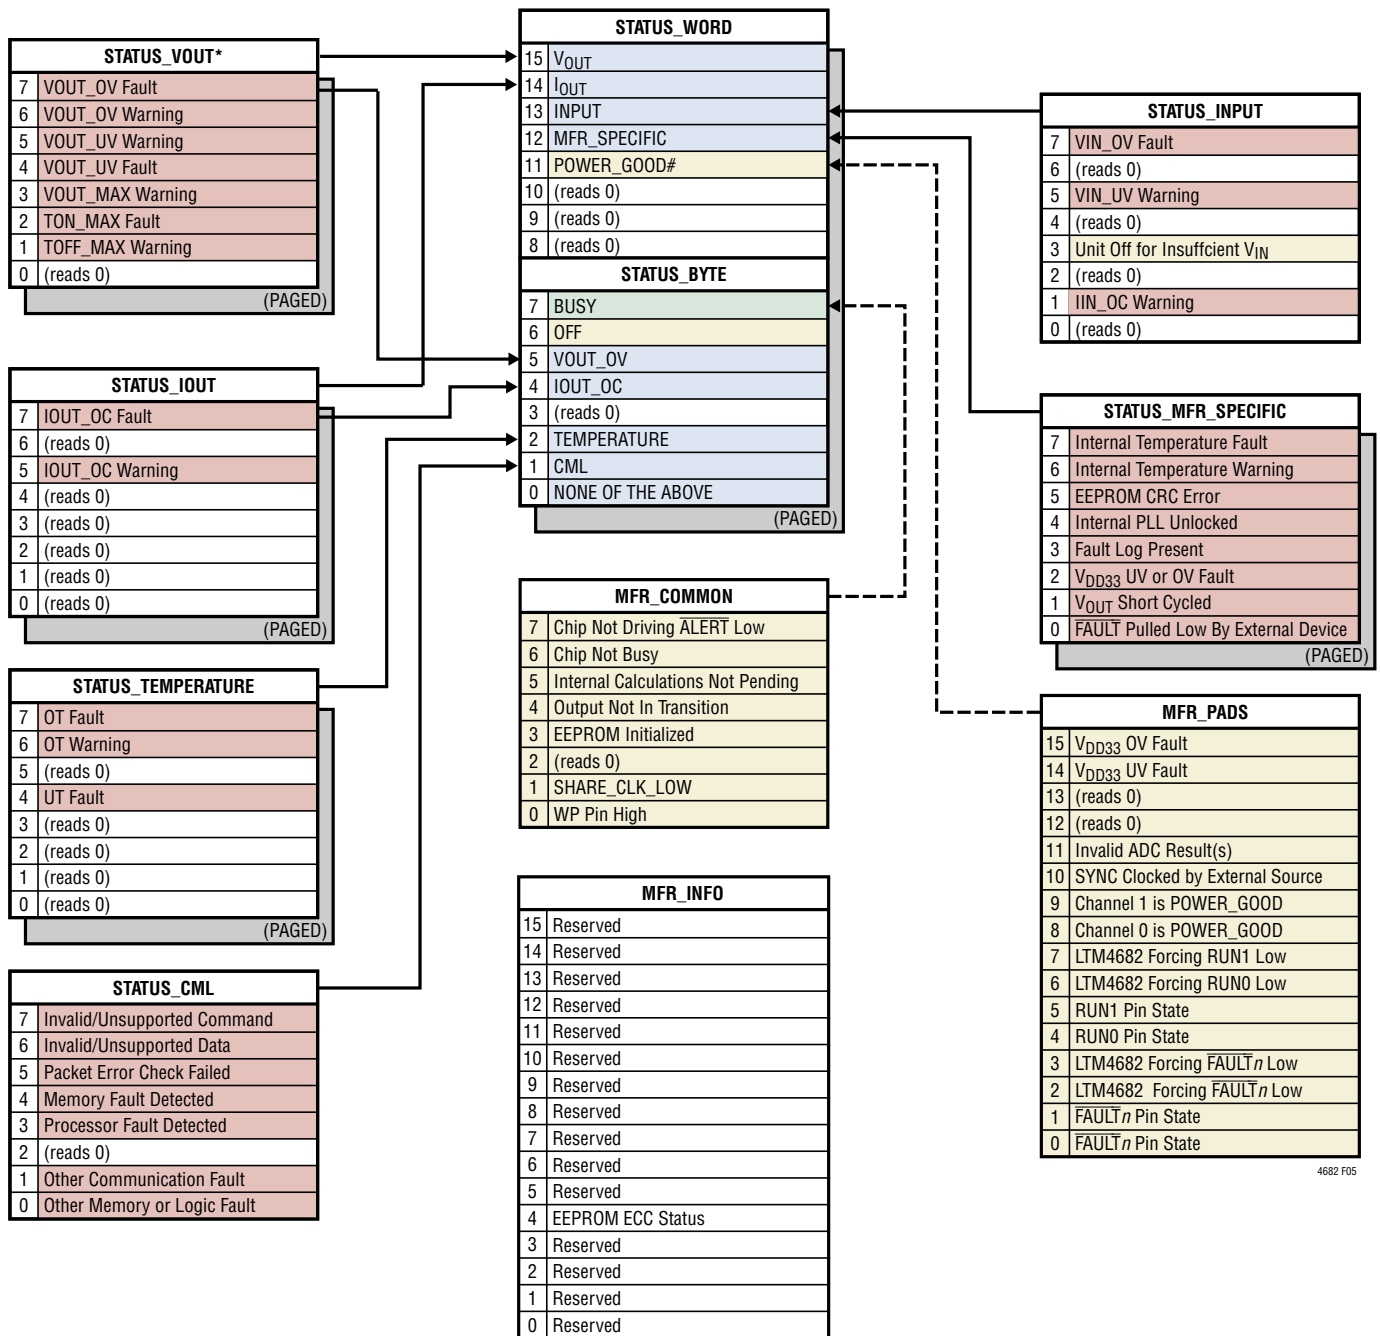 STATUS_VOUT*
7 VOUT_OV Fault
6 VOUT_OV Warning
5 VOUT_UV Warning
4 VOUT_UV Fault
3 VOUT_MAX Warning
2 TON_MAX Fault
1 TOFF_MAX Warning
0 (reads 0)
(PAGED)
STATUS_IOUT
7 IOUT_OC Fault
6 (reads 0)
5 IOUT_OC Warning
4 (reads 0)
3 (reads 0)
2 (reads 0)
1 (reads 0)
0 (reads 0)
(PAGED)
STATUS_TEMPERATURE
7 OT Fault
6 OT Warning
5 (reads 0)
4 UT Fault
3 (reads 0)
2 (reads 0)
1 (reads 0)
0 (reads 0)
(PAGED)
STATUS_CML
7 Invalid/Unsupported Command
6 Invalid/Unsupported Data
5 Packet Error Check Failed
4 Memory Fault Detected
3 Processor Fault Detected
2 (reads 0)
1 Other Communication Fault
0 Other Memory or Logic Fault
STATUS_WORD
15 VOUT
14 IOUT
13 INPUT
12 MFR_SPECIFIC
11 POWER_GOOD#
10 (reads 0)
9 (reads 0)
8 (reads 0)
STATUS_BYTE
7 BUSY
6 OFF
5 VOUT_OV
4 IOUT_OC
3 (reads 0)
2 TEMPERATURE
1 CML
0 NONE OF THE ABOVE
(PAGED)
MFR_COMMON
7 Chip Not Driving ALERT Low
6 Chip Not Busy
5 Internal Calculations Not Pending
4 Output Not In Transition
3 EEPROM Initialized
2 (reads 0)
1 SHARE_CLK_LOW
0 WP Pin High
MFR_INFO
15 Reserved
14 Reserved
13 Reserved
12 Reserved
11 Reserved
10 Reserved
9 Reserved
8 Reserved
7 Reserved
6 Reserved
5 Reserved
4 EEPROM ECC Status
3 Reserved
2 Reserved
1 Reserved
0 Reserved
STATUS_INPUT
7 VIN_OV Fault
6 (reads 0)
5 VIN_UV Warning
4 (reads 0)
3 Unit Off for Insuffcient VIN
2 (reads 0)
1 IIN_OC Warning
0 (reads 0)
STATUS_MFR_SPECIFIC
7 Internal Temperature Fault
6 Internal Temperature Warning
5 EEPROM CRC Error
4 Internal PLL Unlocked
3 Fault Log Present
2 VDD33 UV or OV Fault
1 VOUT Short Cycled
0 FAULT Pulled Low By External Device
(PAGED)
MFR_PADS
15 VDD33 OV Fault
14 VDD33 UV Fault
13 (reads 0)
12 (reads 0)
11 Invalid ADC Result(s)
10 SYNC Clocked by External Source
9 Channel 1 is POWER_GOOD
8 Channel 0 is POWER_GOOD
7 LTM4682 Forcing RUN1 Low
6 LTM4682 Forcing RUN0 Low
5 RUN1 Pin State
4 RUN0 Pin State
3 LTM4682 Forcing FAULTn Low
2 LTM4682 Forcing FAULTn Low
1 FAULTn Pin State
0 FAULTn Pin State
4682 F05